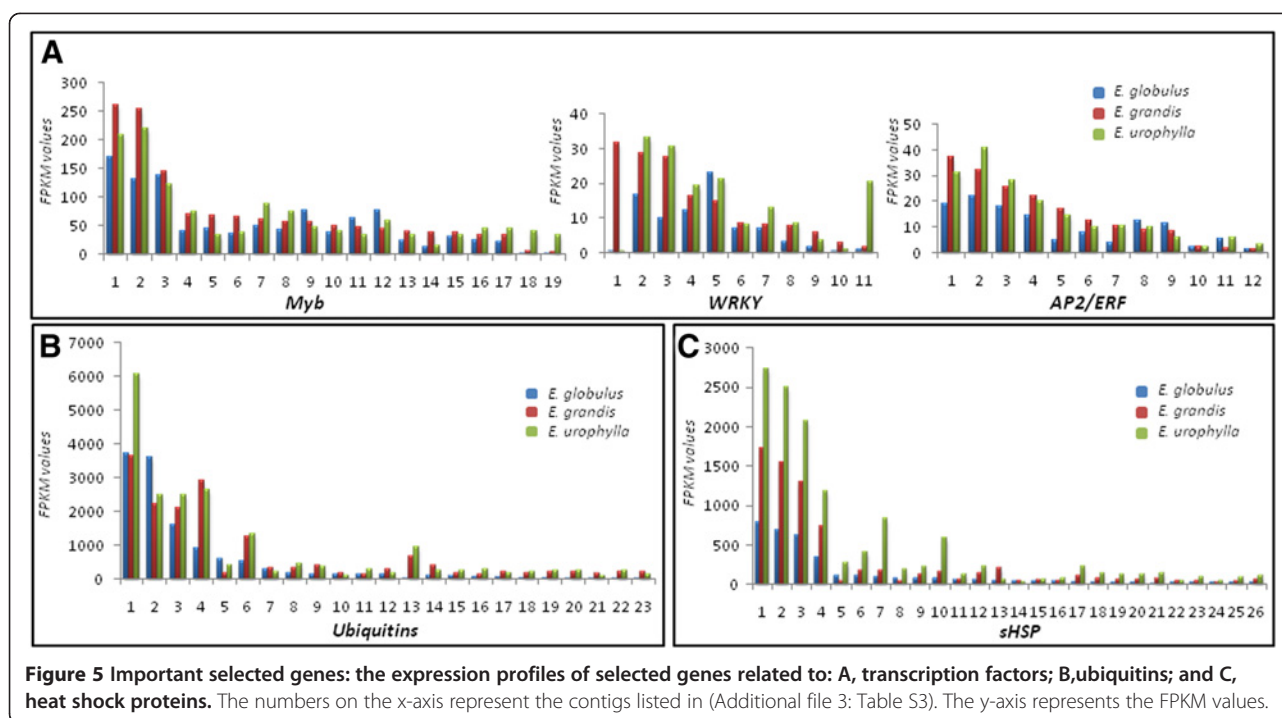 A
300
250
200
150
100
50
0
FPKM values
1 2 3 4 5 6 7 8 9 10 11 12 13 14 15 16 17 18 19
Myb
40
30
20
10
0
FPKM values
1 2 3 4 5 6 7 8 9 10 11
WRKY
50
40
30
20
10
0
FPKM values
1 2 3 4 5 6 7 8 9 10 11 12
AP2/ERF
E. globulus
E. grandis
E. urophylla
B
7000
6000
5000
4000
3000
2000
1000
0
FPKM values
1 2 3 4 5 6 7 8 9 10 11 12 13 14 15 16 17 18 19 20 21 22 23
Ubiquitins
E. globulus
E. grandis
E. urophylla
C
3000
2500
2000
1500
1000
500
0
FPKM values
1 2 3 4 5 6 7 8 9 10 11 12 13 14 15 16 17 18 19 20 21 22 23 24 25 26
sHSP
E. globulus
E. grandis
E. urophylla
Figure 5 Important selected genes: the expression profiles of selected genes related to: A, transcription factors; B,ubiquitins; and C,
heat shock proteins. The numbers on the x-axis represent the contigs listed in (Additional file 3: Table S3). The y-axis represents the FPKM values.